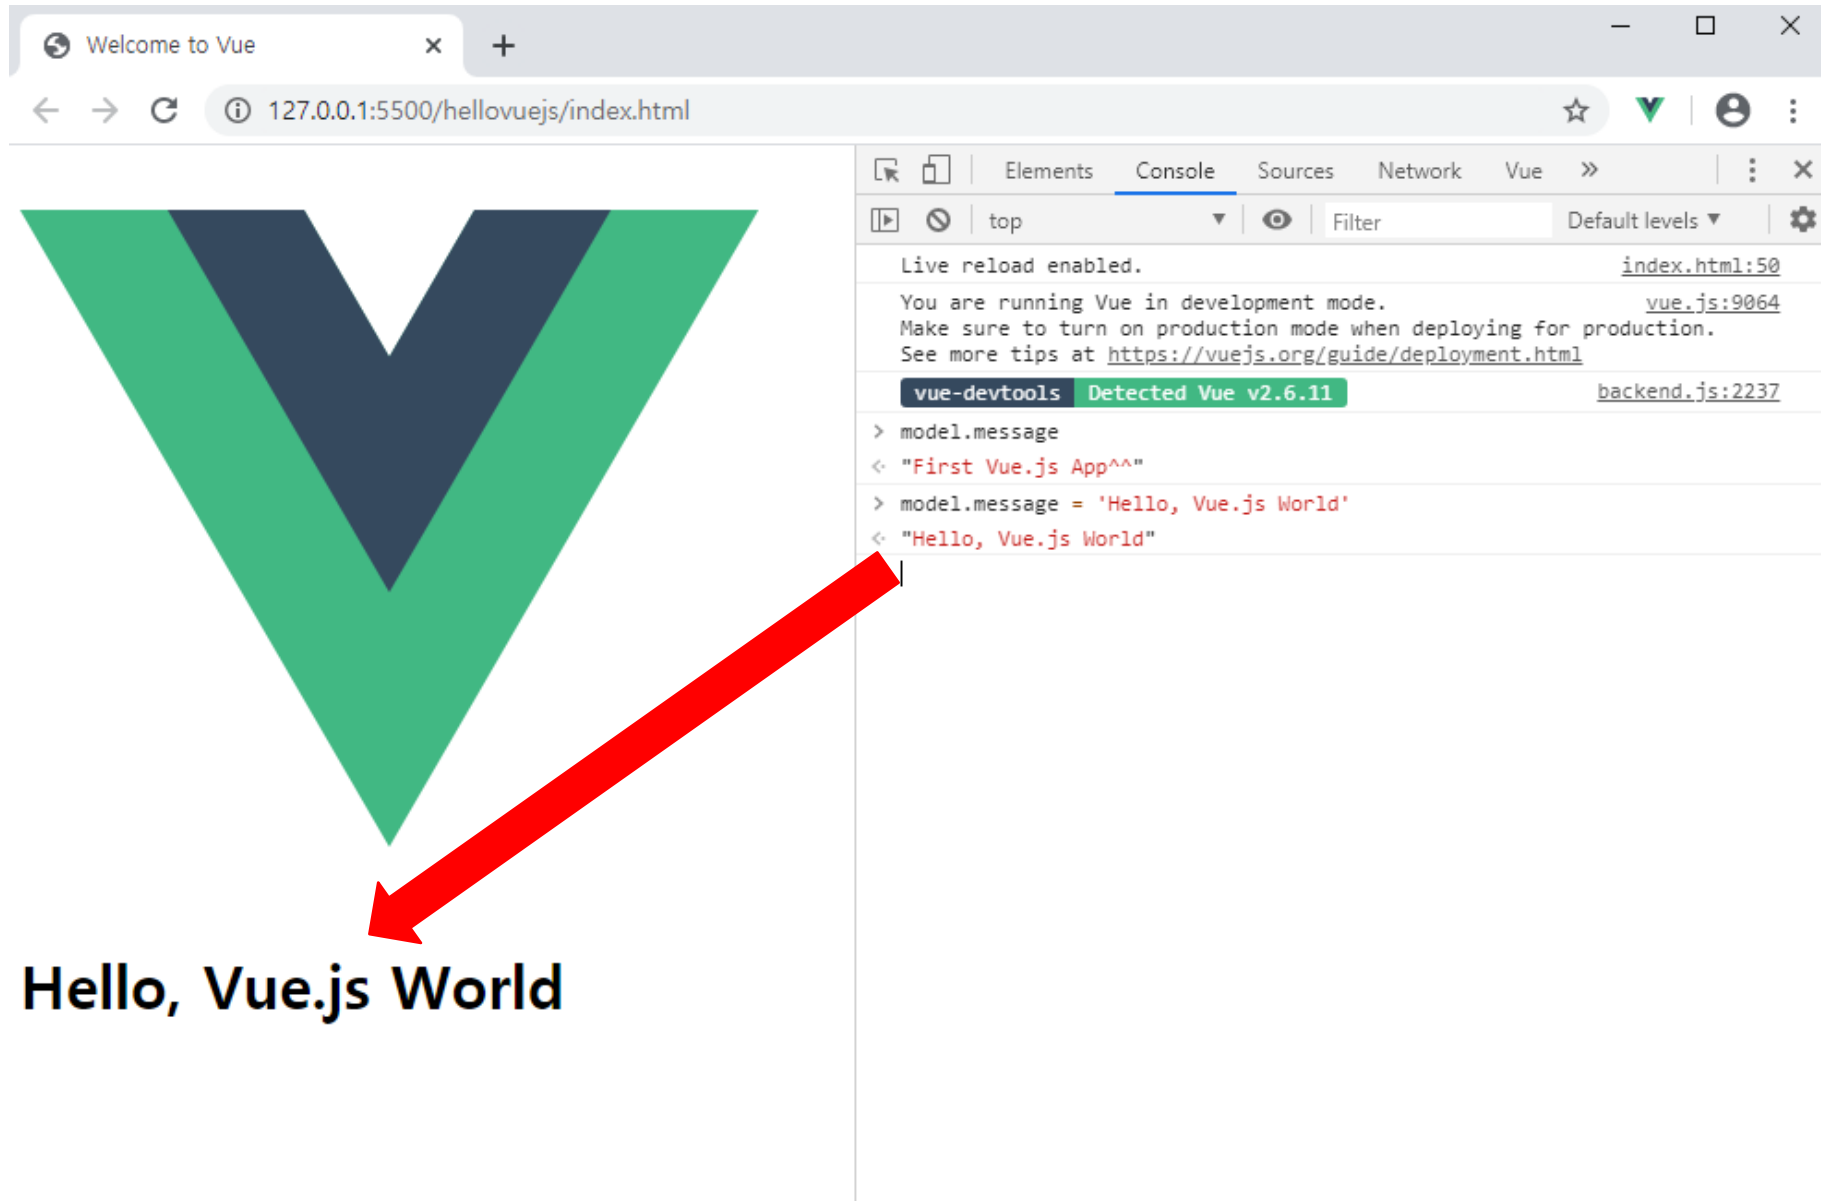 Welcome to Vue
127.0.0.1:5500/hellovuejs/index.html
Elements Console Sources Network Vue
top Filter Default levels
Live reload enabled. index.html:50
You are running Vue in development mode. vue.js:9064
Make sure to turn on production mode when deploying for production.
See more tips at https://vuejs.org/guide/deployment.html
vue-devtools Detected Vue v2.6.11 backend.js:2237
> model.message
"First Vue.js App^^"
> model.message = 'Hello, Vue.js World'
"Hello, Vue.js World"
Hello, Vue.js World